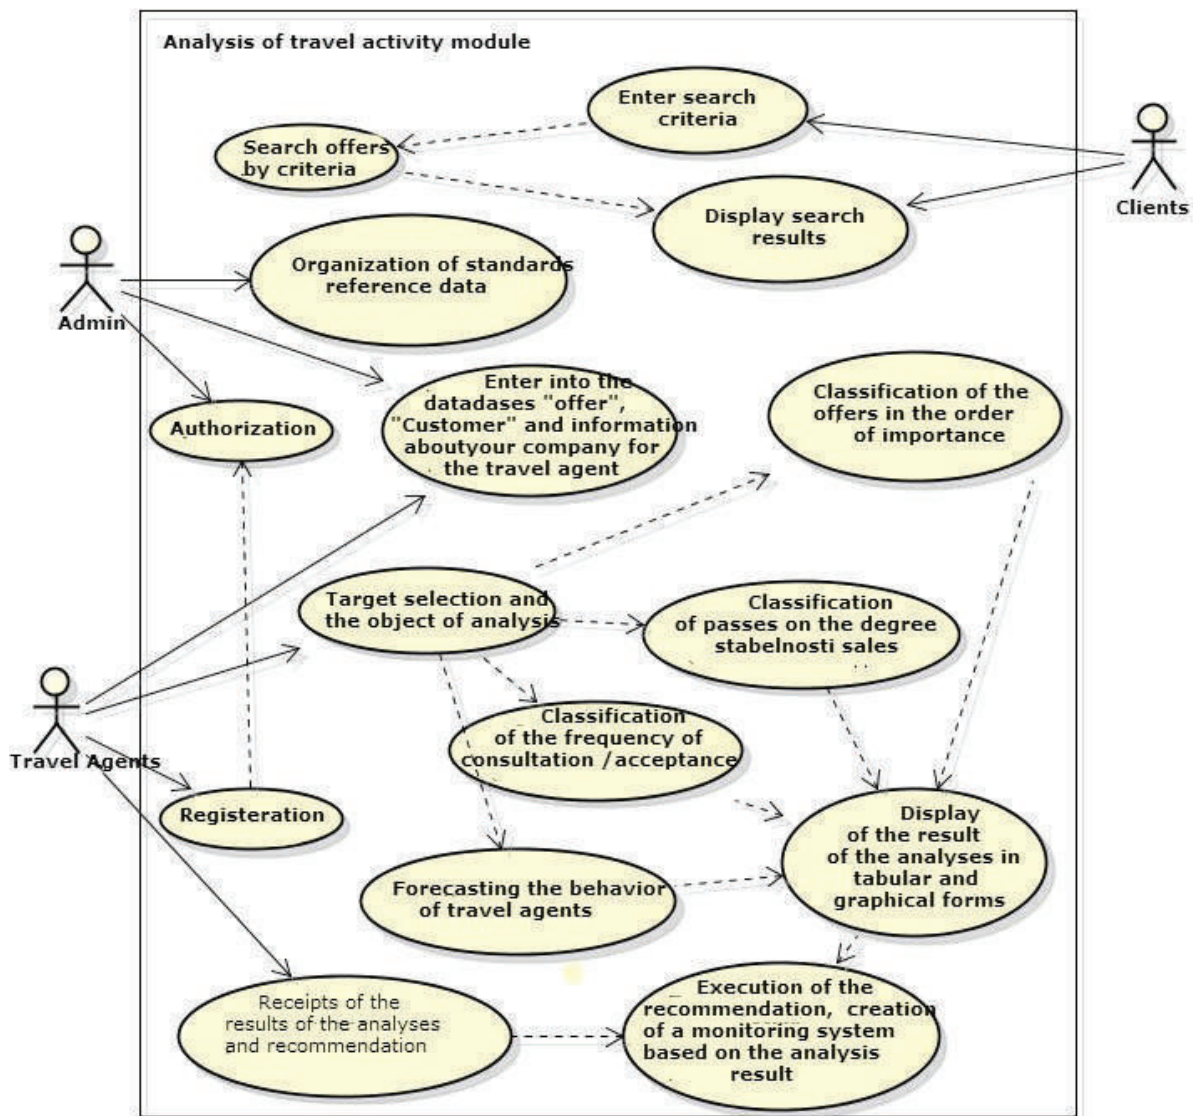 Analysis of travel activity module
Enter search
criteria
Search offers
by criteria
Clients
Display search
results
Organization of standards
reference data
Admin
Enter into the
datadases "offer",
"Customer" and information
aboutyour company for
the travel agent
Classification of the
offers in the order
of importance
Authorization
Target selection and
the object of analysis
Classification
of passes on the degree
stabelnosti sales
Classification
of the frequency of
consultation /acceptance
Travel Agents
Registeration
Display
of the result
of the analyses in
tabular and
graphical forms
Forecasting the behavior
of travel agents
Receipts of the
results of the analyses
and recommendation
Execution of the
recommendation, creation
of a monitoring system
based on the analysis
result